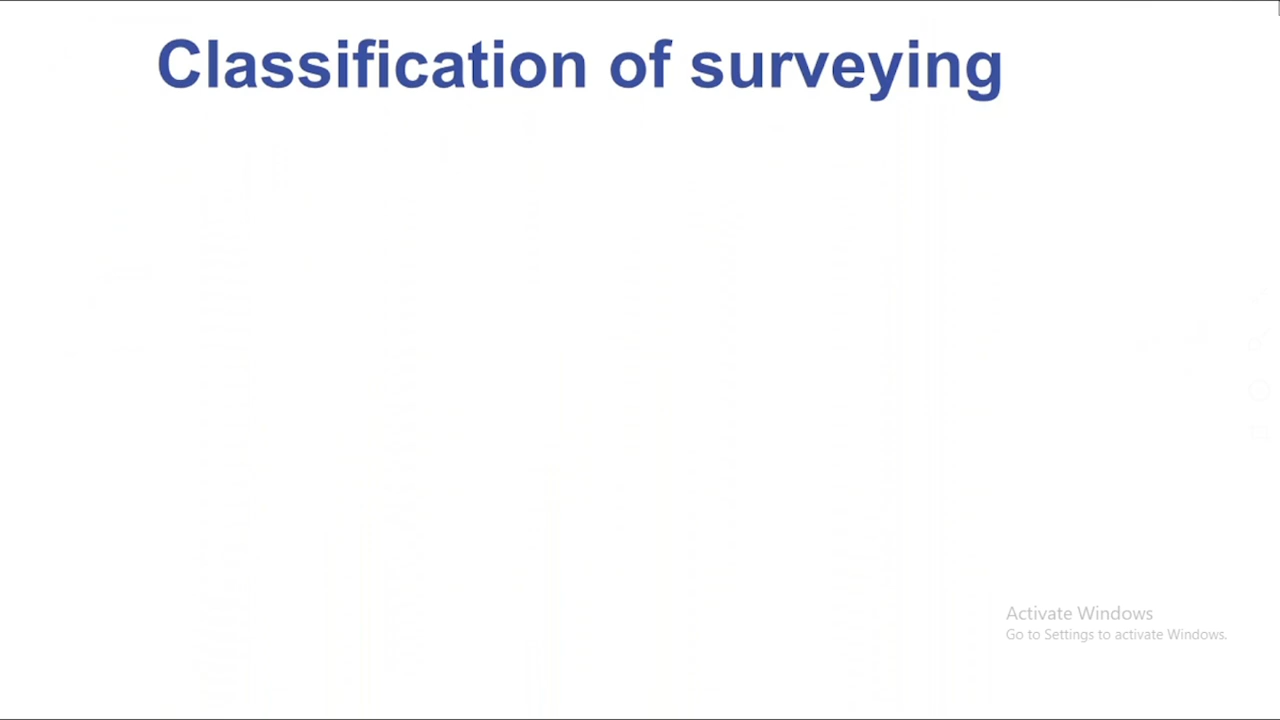 Classification of surveying
Activate Windows
Go to Settings to activate Windows.